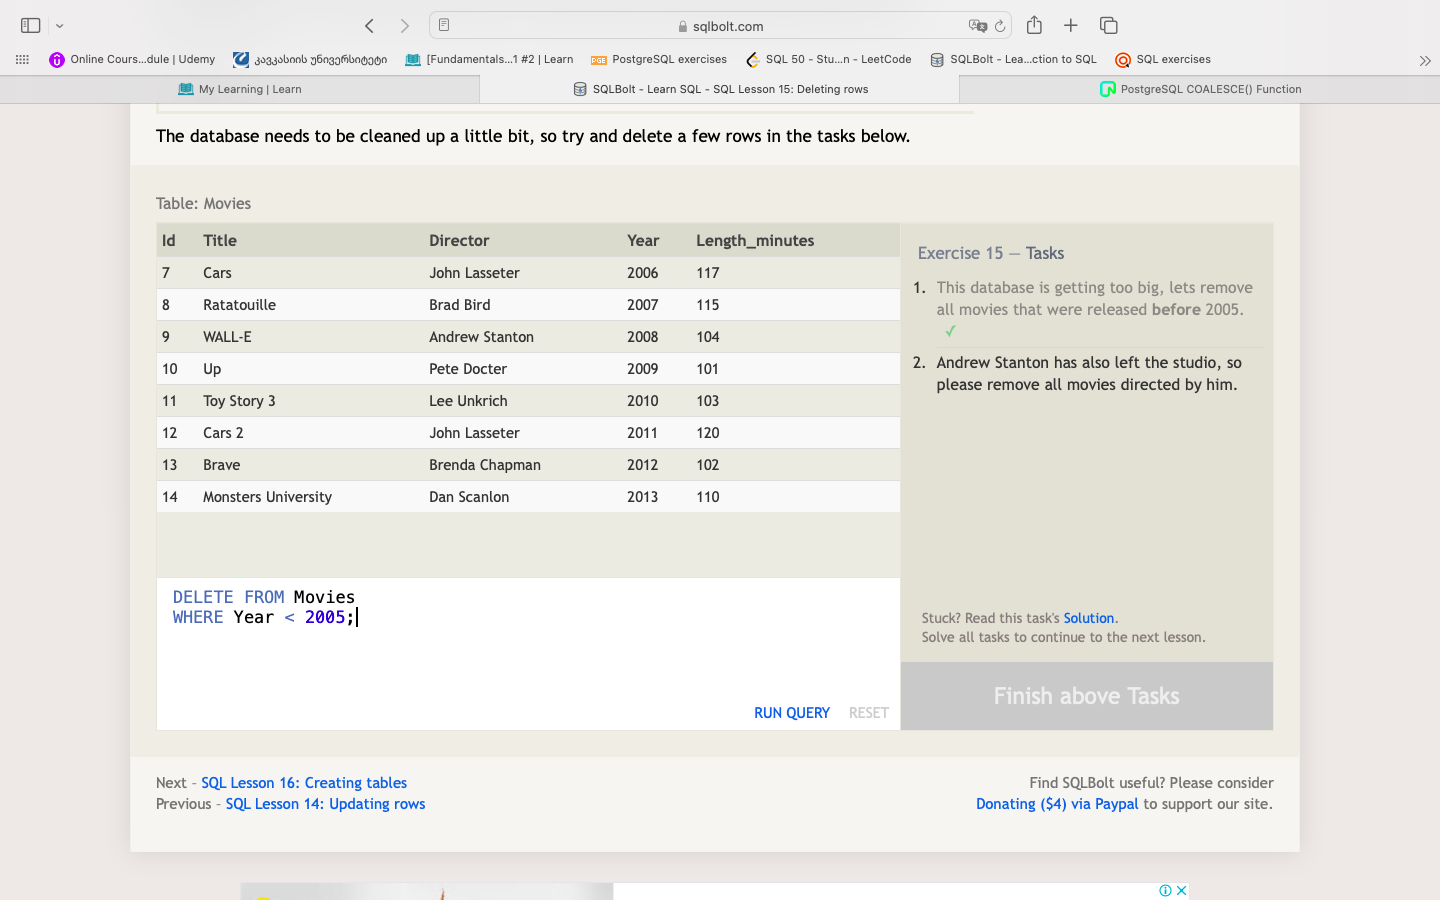 sqlbolt.com
Online Cours...dule | Udemy
კავკასიის უნივერსიტეტი
[Fundamentals...1 #2 | Learn
PGE PostgreSQL exercises
SQL 50 - Stu...n - LeetCode
SQLBolt - Lea...ction to SQL
SQL exercises
My Learning | Learn
SQLBolt - Learn SQL - SQL Lesson 15: Deleting rows
PostgreSQL COALESCE() Function
The database needs to be cleaned up a little bit, so try and delete a few rows in the tasks below.
Table: Movies
Id Title Director Year Length_minutes
7 Cars John Lasseter 2006 117
8 Ratatouille Brad Bird 2007 115
9 WALL-E Andrew Stanton 2008 104
10 Up Pete Docter 2009 101
11 Toy Story 3 Lee Unkrich 2010 103
12 Cars 2 John Lasseter 2011 120
13 Brave Brenda Chapman 2012 102
14 Monsters University Dan Scanlon 2013 110
DELETE FROM Movies
WHERE Year < 2005;
RUN QUERY RESET
Exercise 15 — Tasks
1. This database is getting too big, lets remove
all movies that were released before 2005.
✓
2. Andrew Stanton has also left the studio, so
please remove all movies directed by him.
Stuck? Read this task's Solution.
Solve all tasks to continue to the next lesson.
Finish above Tasks
Next – SQL Lesson 16: Creating tables
Previous – SQL Lesson 14: Updating rows
Find SQLBolt useful? Please consider
Donating ($4) via Paypal to support our site.